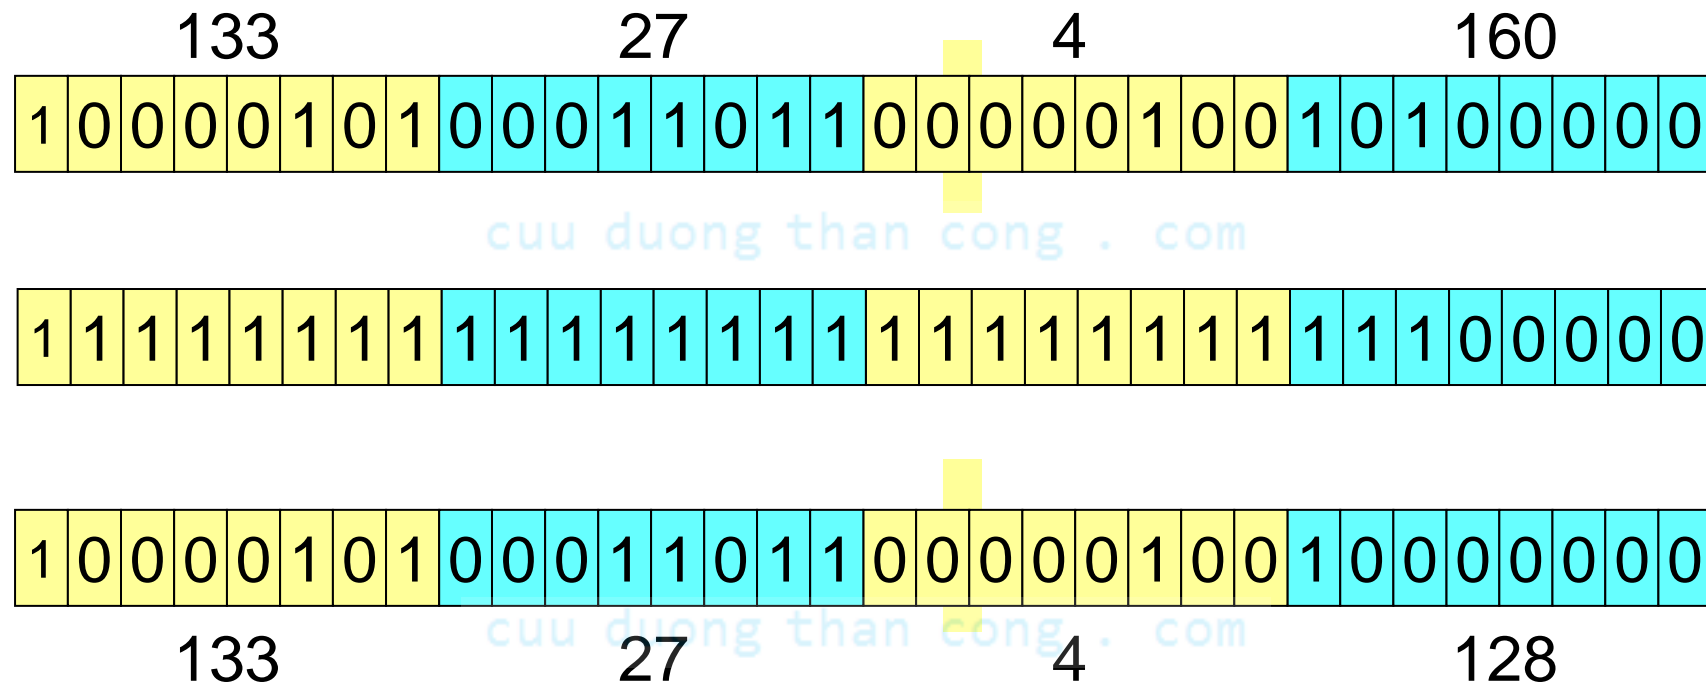 133 27 4 160
1 0 0 0 0 1 0 1 0 0 0 1 1 0 1 1 0 0 0 0 0 1 0 0 1 0 1 0 0 0 0 0
cuu duong than cong . com
1 1 1 1 1 1 1 1 1 1 1 1 1 1 1 1 1 1 1 1 1 1 1 1 1 1 1 0 0 0 0 0
1 0 0 0 0 1 0 1 0 0 0 1 1 0 1 1 0 0 0 0 0 1 0 0 1 0 0 0 0 0 0 0
cuu duong than cong . com
133 27 4 128